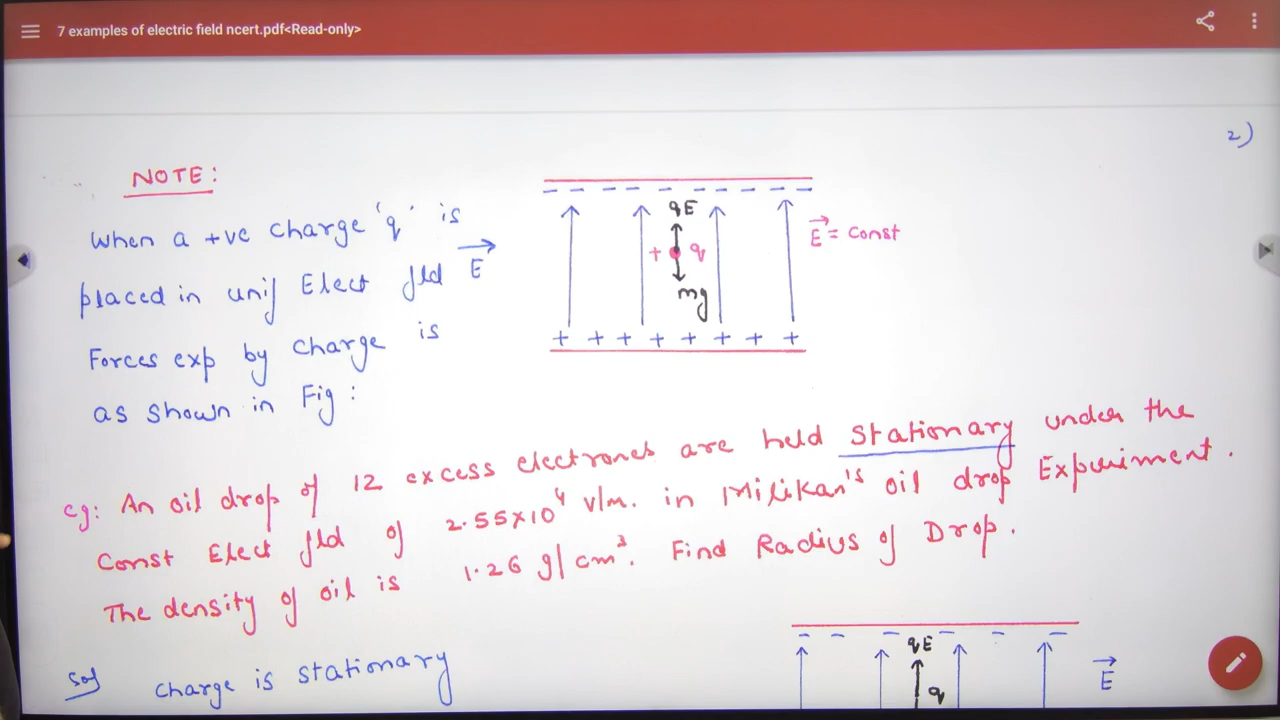 7 examples of electric field ncert.pdf<Read-only>
2)
NOTE:
When a +ve charge 'q' is
placed in unif Elect fld E
Forces exp by charge is
as shown in Fig:
- - - - - - - - -
qE
+ q
mg
E = Const
+ + + + + + + +
eg: An oil drop of 12 excess electrones are held stationary under the
Const Elect fld of 2.55×10⁴ V/m. in Milikan's oil drop Experiment.
The density of oil is 1.26 g/cm³. Find Radius of Drop.
Sol charge is stationary
- - - - - -
qE
q
E